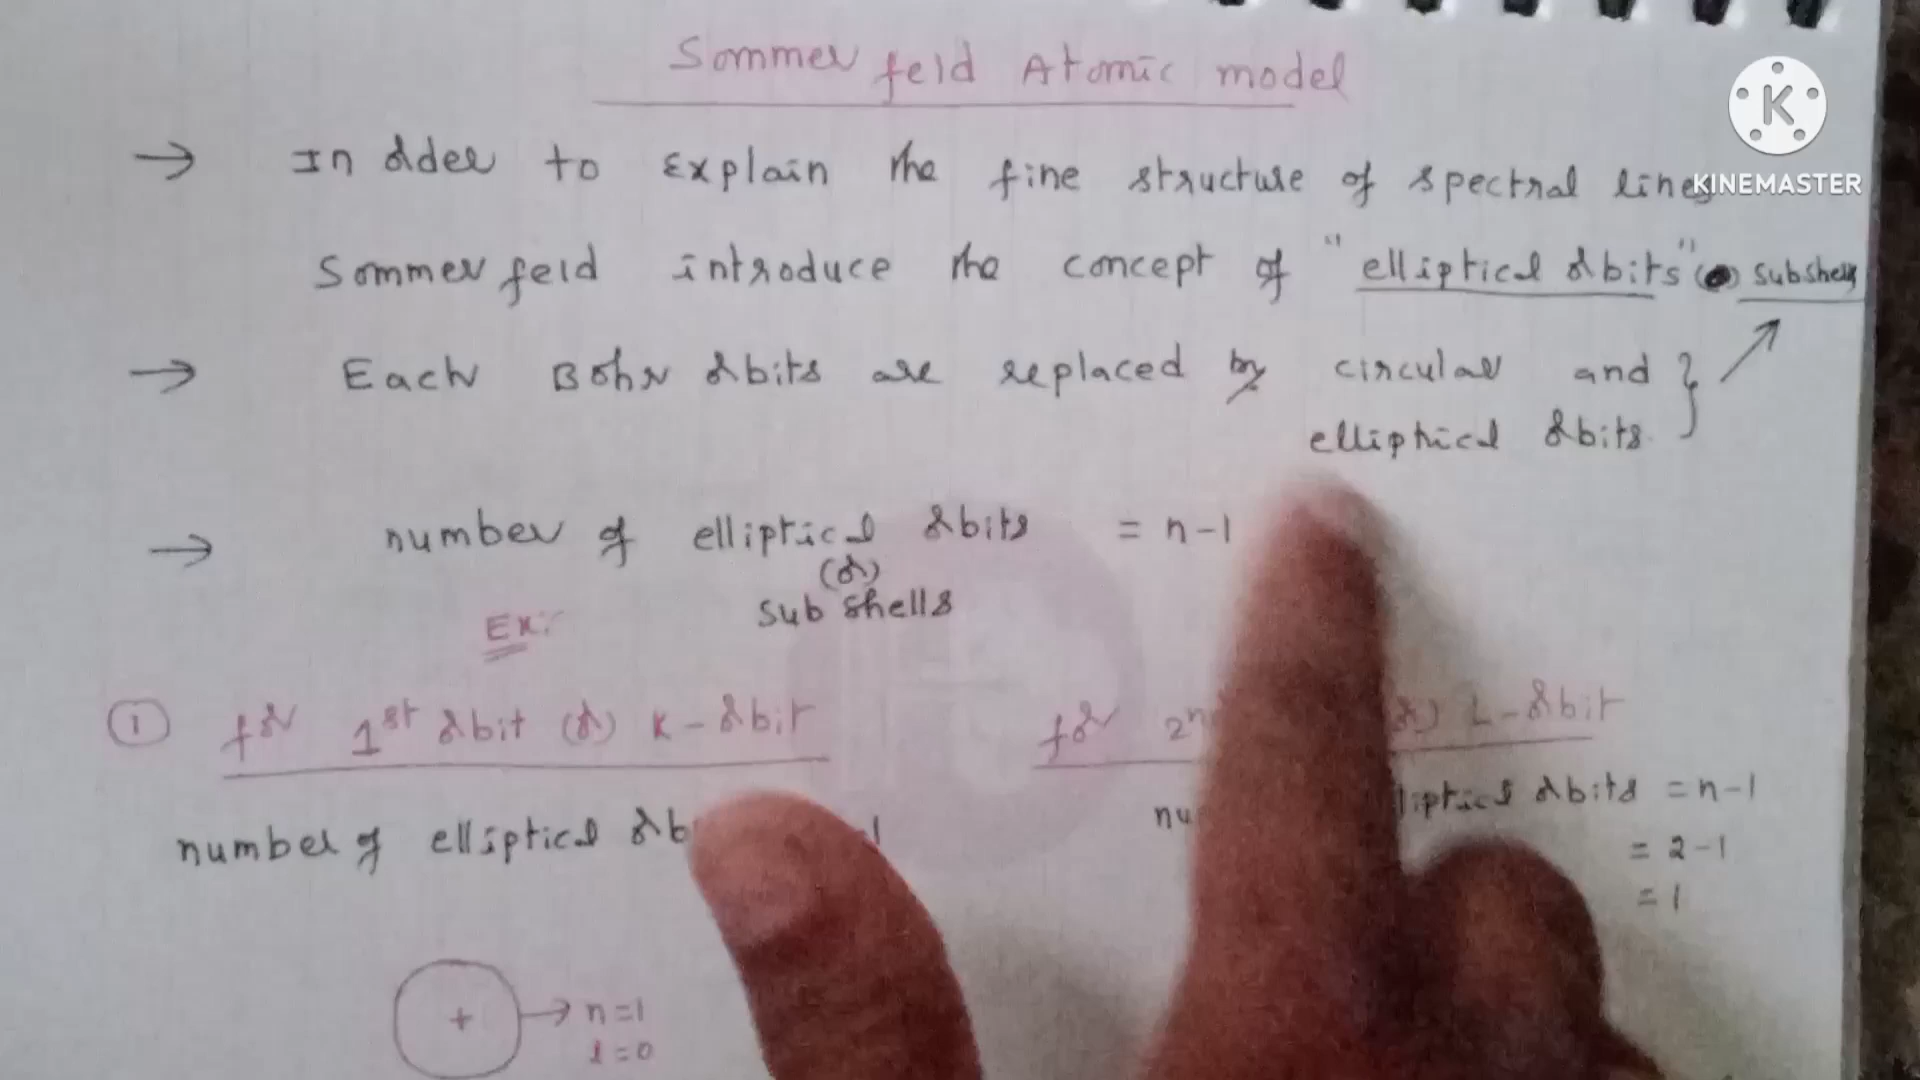 Sommerfeld Atomic model
→ In order to Explain the fine structure of spectral lines
Sommerfeld introduce the concept of "elliptical orbits" (or) subshells
→ Each Bohr orbits are replaced by circular and
elliptical orbits.
→ number of elliptical orbits = n-1
(or)
sub shells
Ex:
① for 1st orbit (or) K-orbit
for 2n (or) L-orbit
number of elliptical
orbits = n-1
= 2-1
= 1
+ → n=1
l=0
K
KINEMASTER